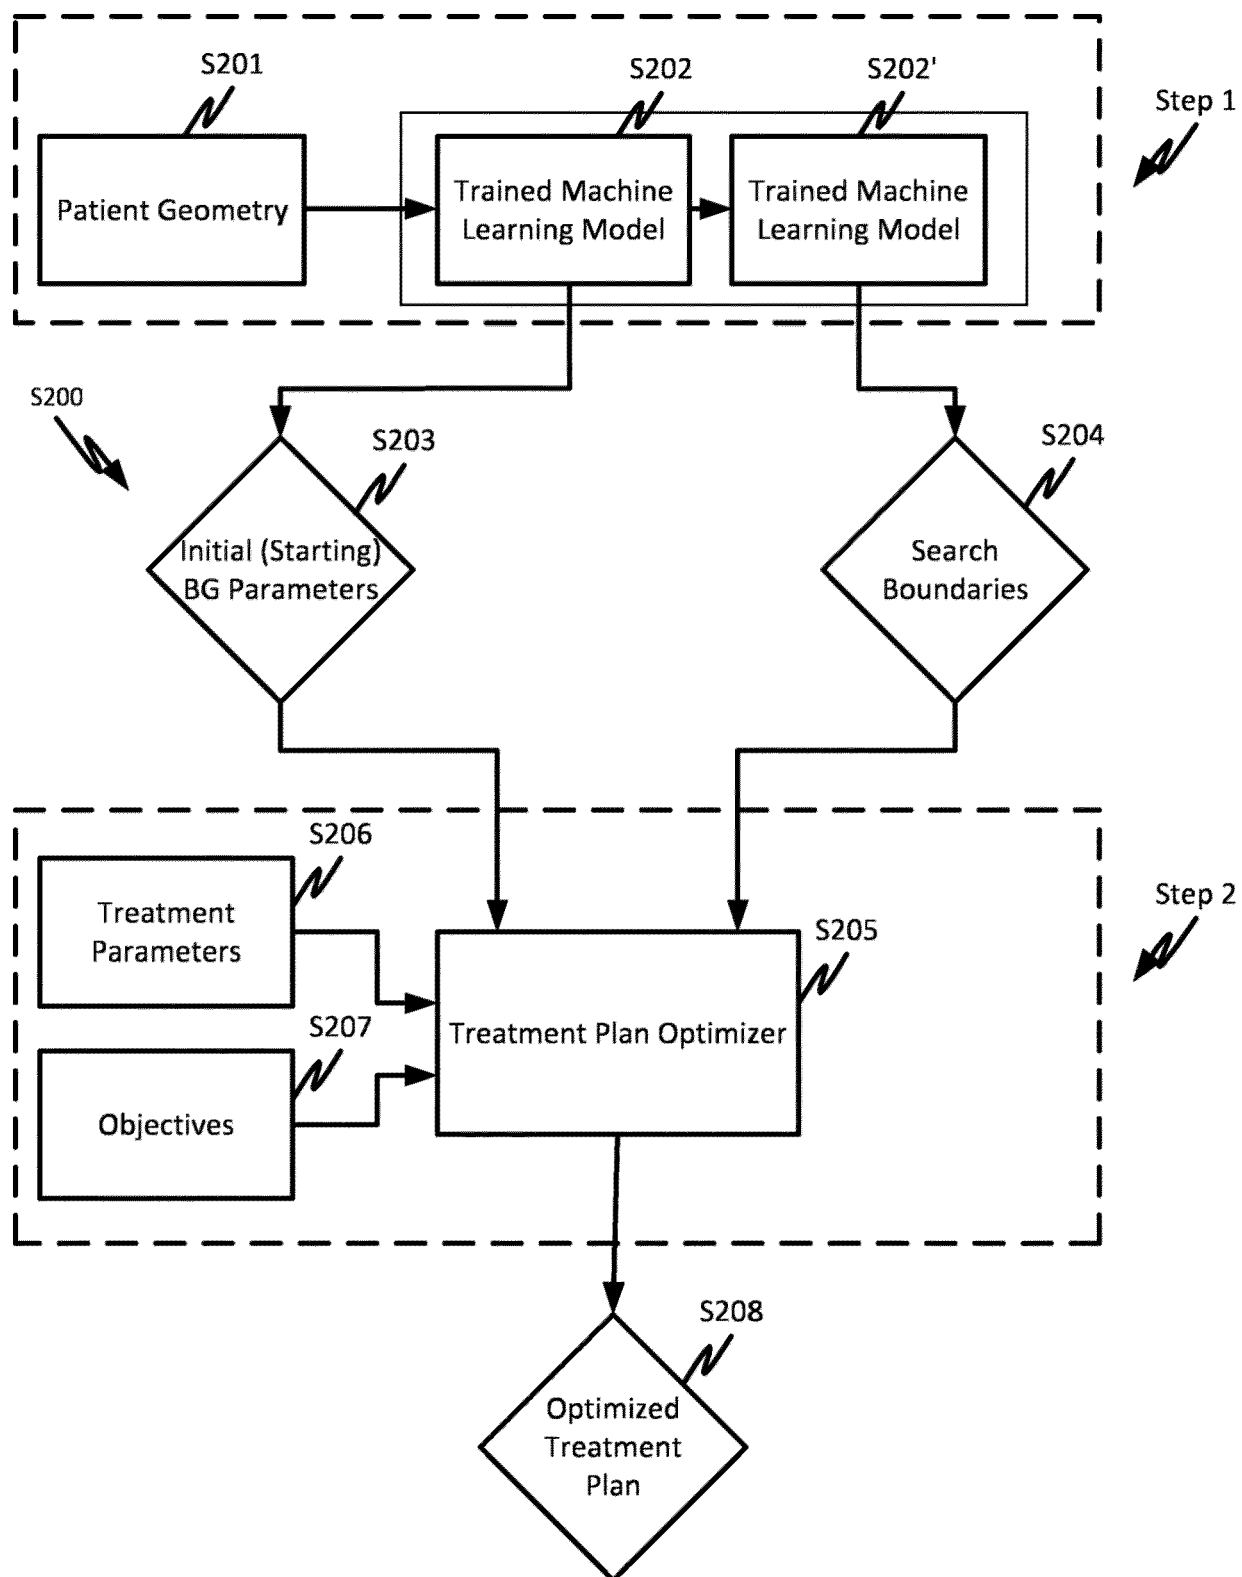 S201
S202
S202'
Step 1
Patient Geometry
Trained Machine
Learning Model
Trained Machine
Learning Model
S200
S203
S204
Initial (Starting)
BG Parameters
Search
Boundaries
S206
Treatment
Parameters
Step 2
S205
S207
Treatment Plan Optimizer
Objectives
S208
Optimized
Treatment
Plan